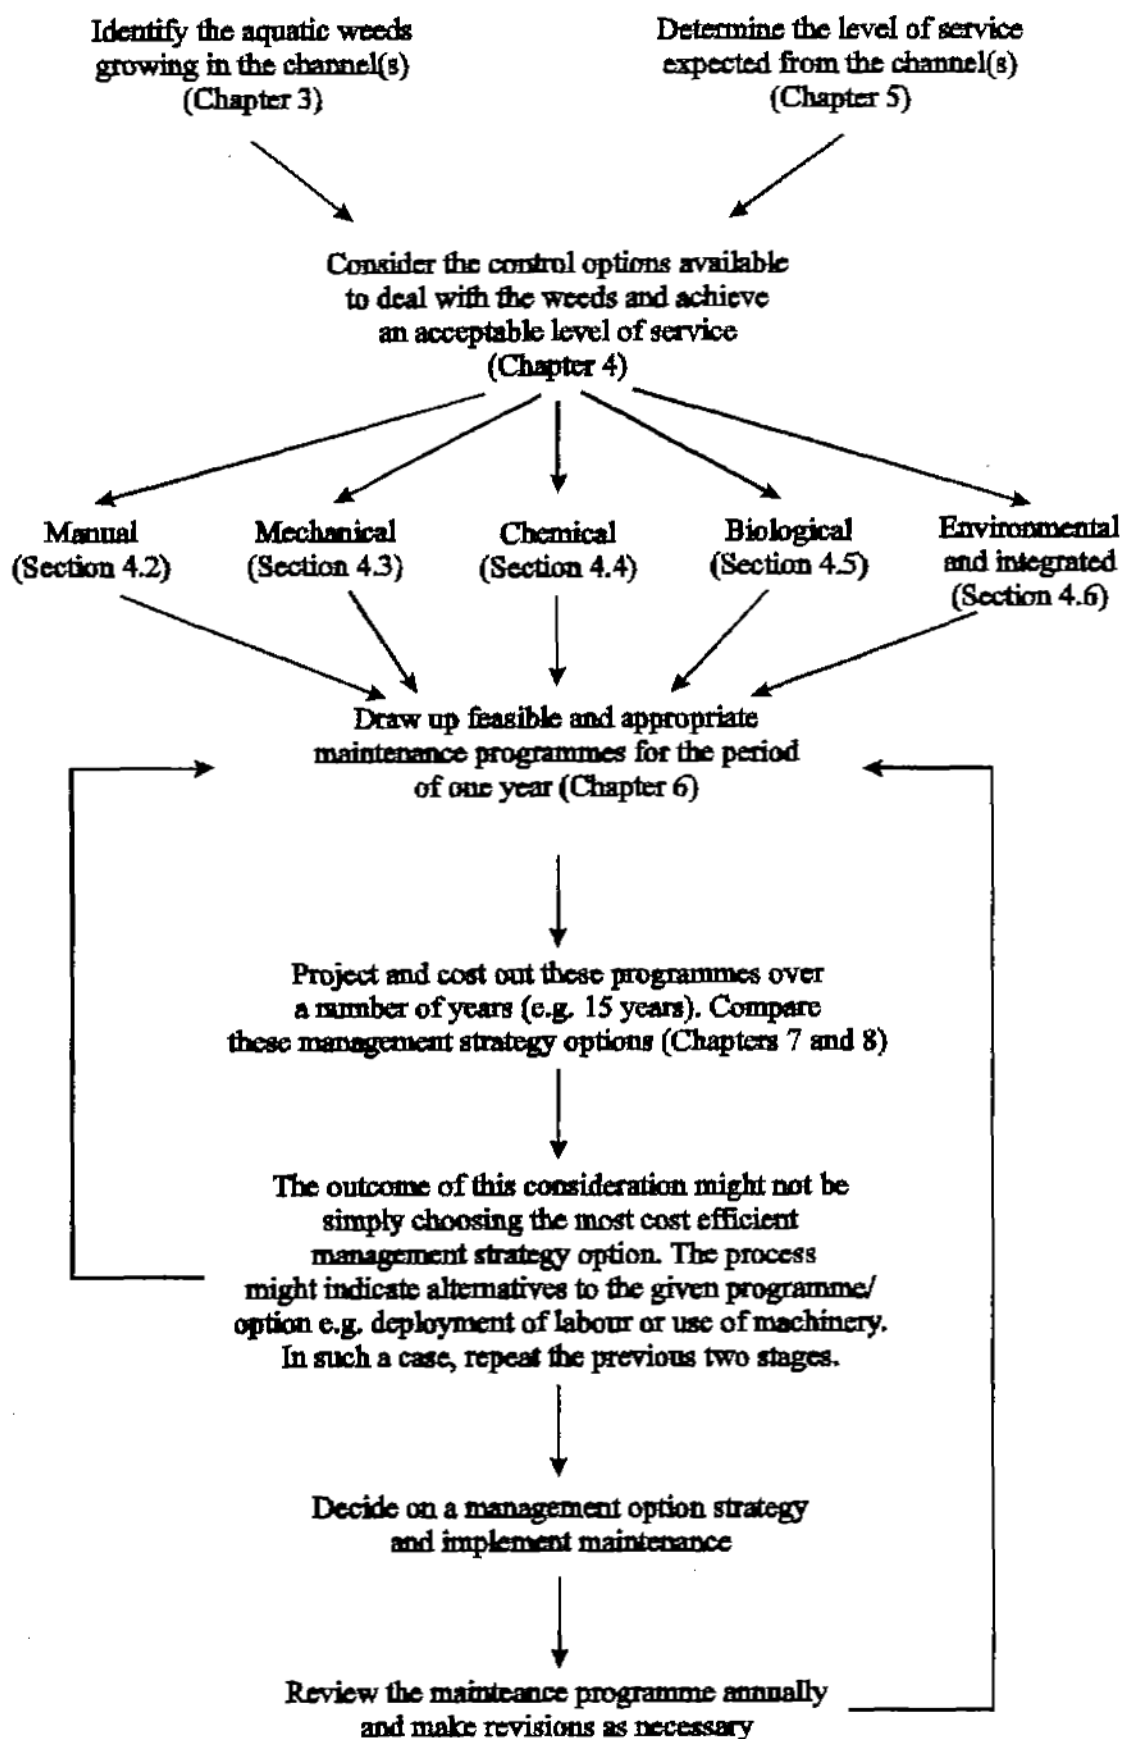 Identify the aquatic weeds
growing in the channel(s)
(Chapter 3)
Determine the level of service
expected from the channel(s)
(Chapter 5)
Consider the control options available
to deal with the weeds and achieve
an acceptable level of service
(Chapter 4)
Manual
(Section 4.2)
Mechanical
(Section 4.3)
Chemical
(Section 4.4)
Biological
(Section 4.5)
Environmental
and integrated
(Section 4.6)
Draw up feasible and appropriate
maintenance programmes for the period
of one year (Chapter 6)
Project and cost out these programmes over
a number of years (e.g. 15 years). Compare
these management strategy options (Chapters 7 and 8)
The outcome of this consideration might not be
simply choosing the most cost efficient
management strategy option. The process
might indicate alternatives to the given programme/
option e.g. deployment of labour or use of machinery.
In such a case, repeat the previous two stages.
Decide on a management option strategy
and implement maintenance
Review the mainteance programme annually
and make revisions as necessary